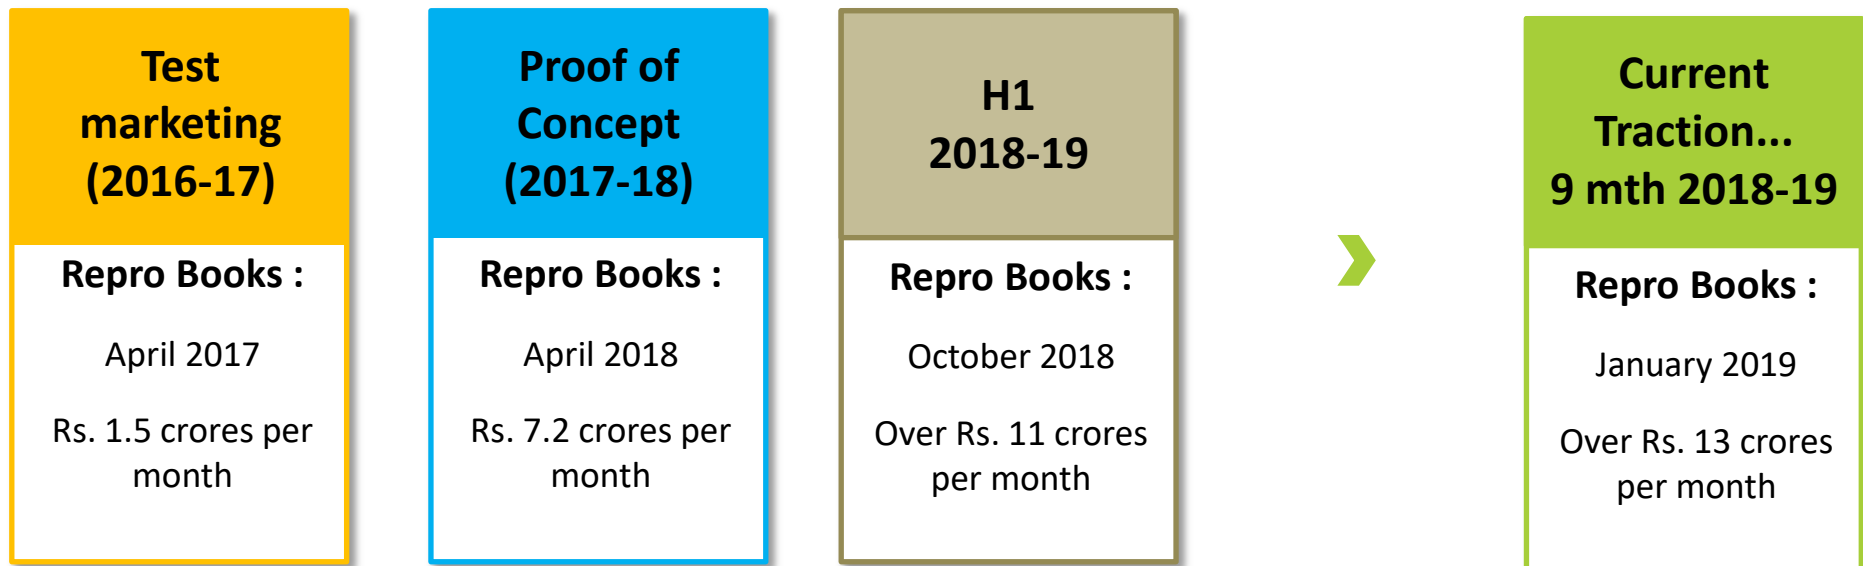 Test
marketing
(2016-17)
Repro Books :
April 2017
Rs. 1.5 crores per
month
Proof of
Concept
(2017-18)
Repro Books :
April 2018
Rs. 7.2 crores per
month
H1
2018-19
Repro Books :
October 2018
Over Rs. 11 crores
per month
Current
Traction...
9 mth 2018-19
Repro Books :
January 2019
Over Rs. 13 crores
per month